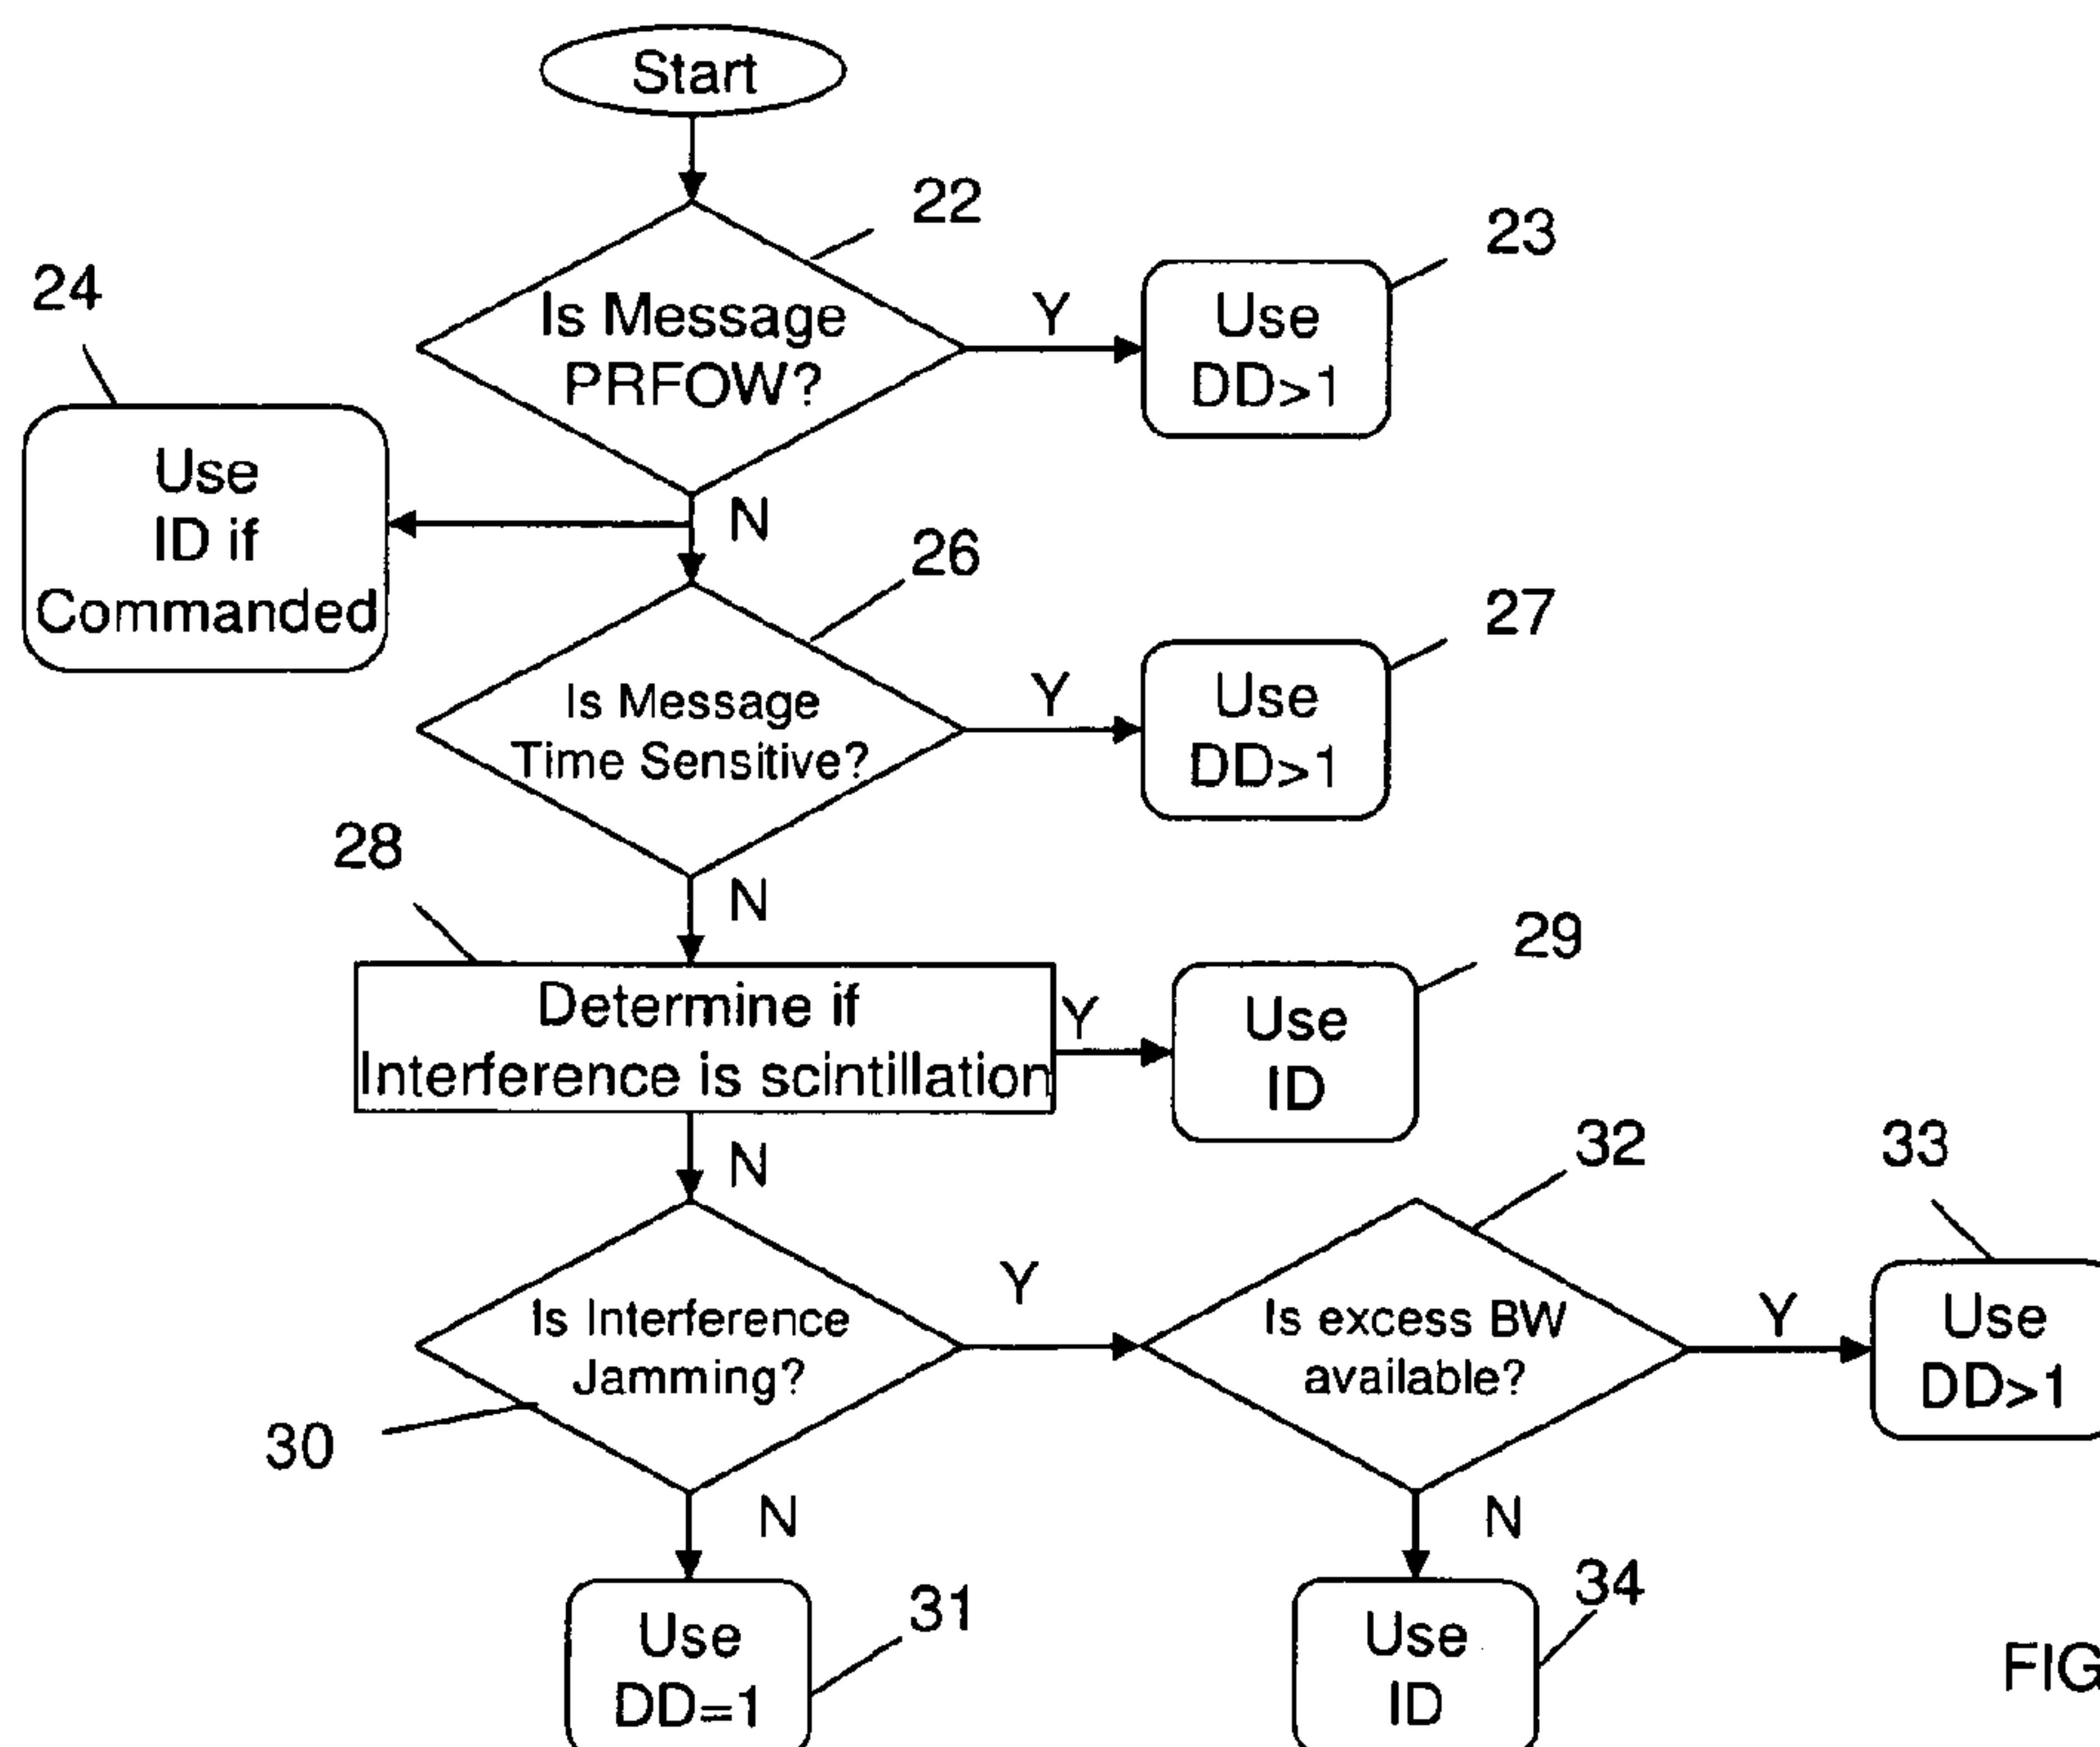 Start
22
Is Message
PRFOW?
Y
23
Use
DD>1
24
Use
ID if
Commanded
N
26
Is Message
Time Sensitive?
Y
27
Use
DD>1
N
28
Determine if
Interference is scintillation
Y
29
Use
ID
N
30
Is Interference
Jamming?
Y
32
Is excess BW
available?
Y
33
Use
DD>1
N
31
Use
DD=1
N
34
Use
ID
FIG